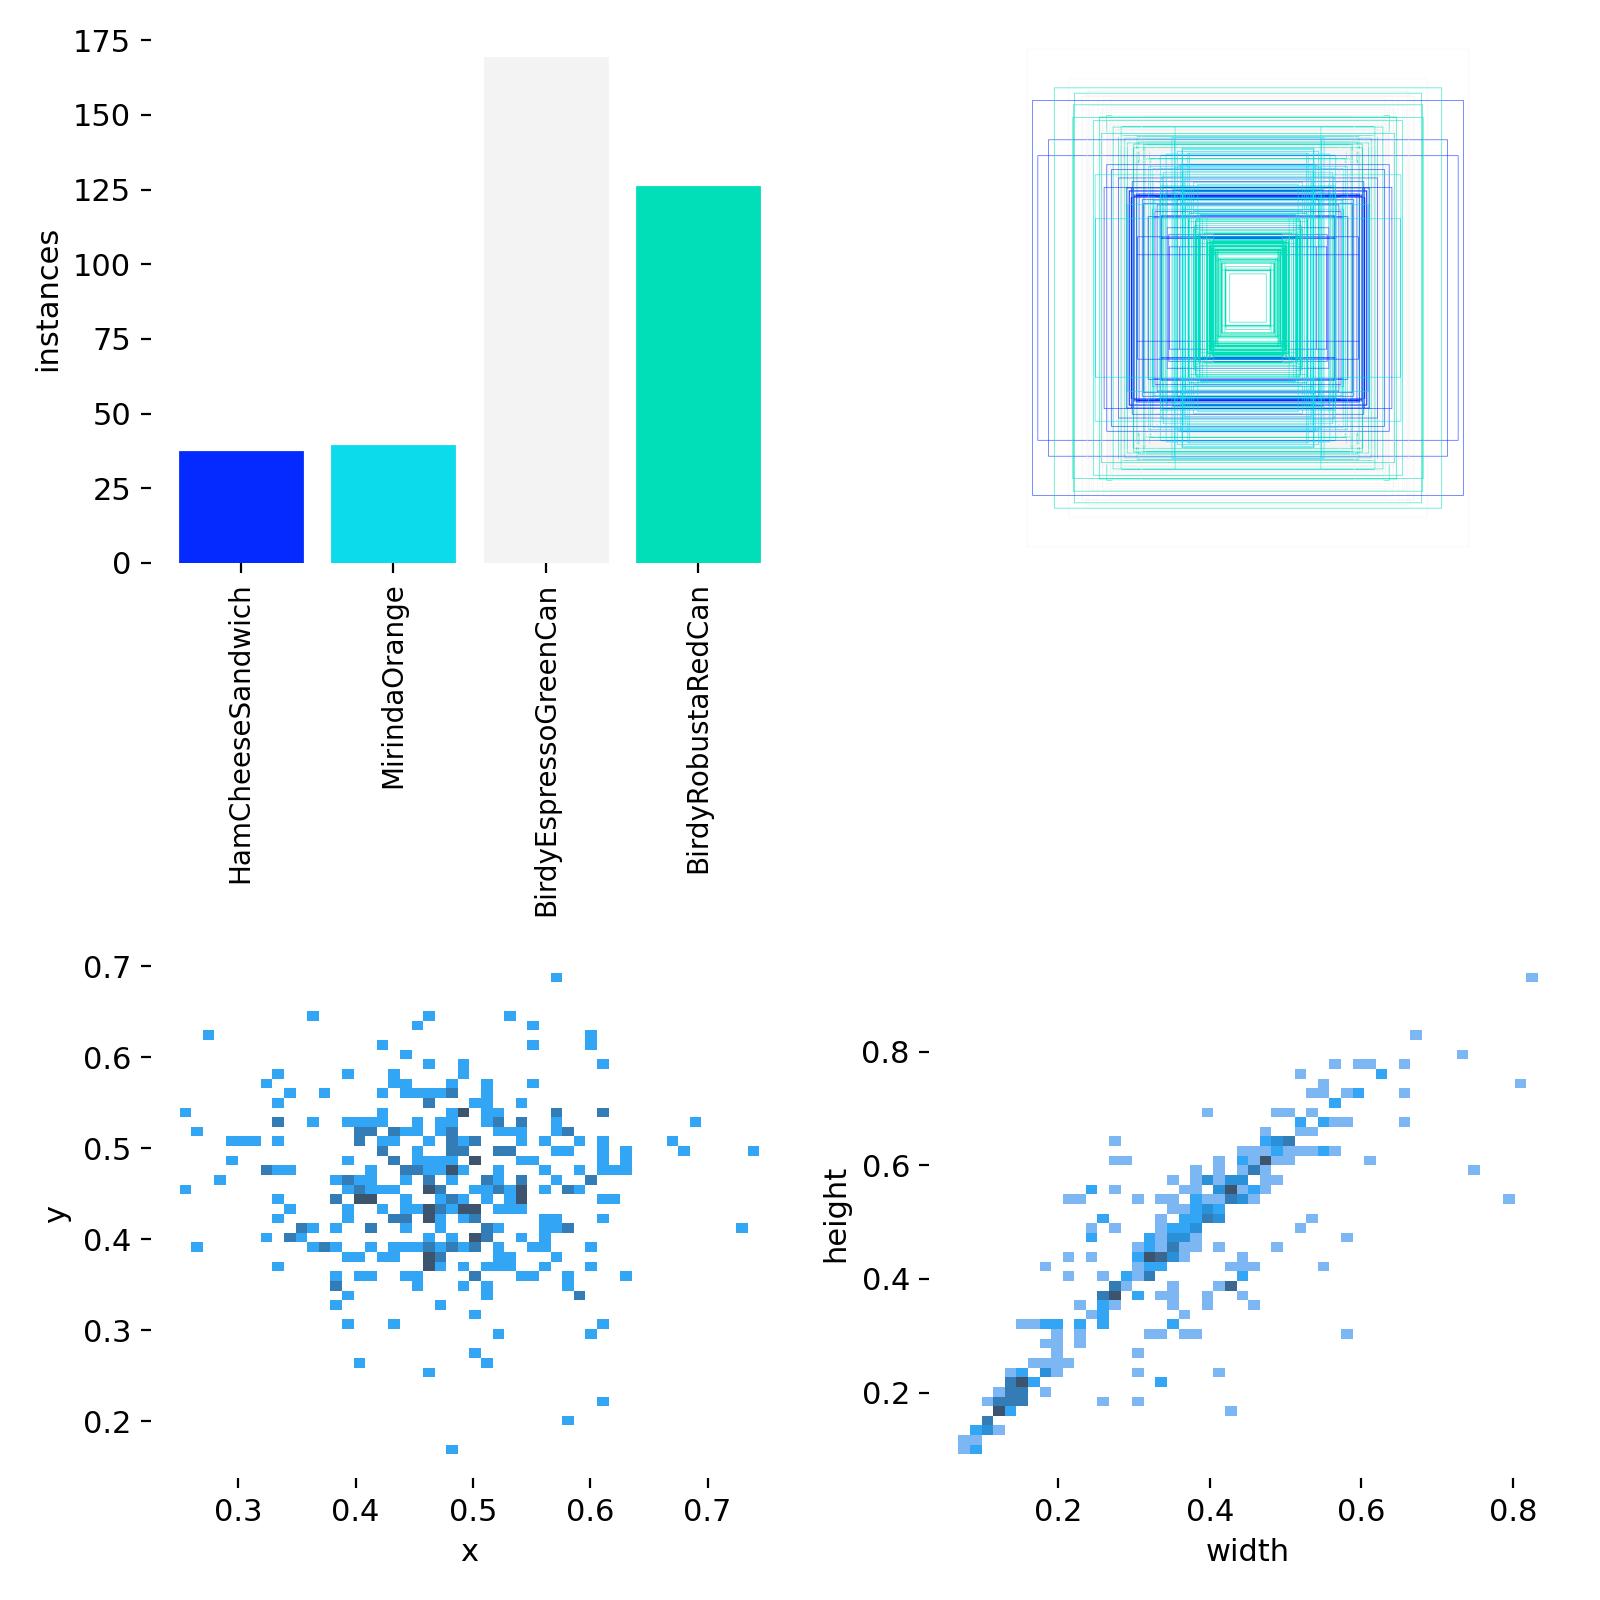 175
150
125
100
75
50
25
0
instances
HamCheeseSandwich
MirindaOrange
BirdyEspressoGreenCan
BirdyRobustaRedCan
0.7
0.6
0.5
0.4
0.3
0.2
y
0.3 0.4 0.5 0.6 0.7
x
0.8
0.6
0.4
0.2
height
0.2 0.4 0.6 0.8
width